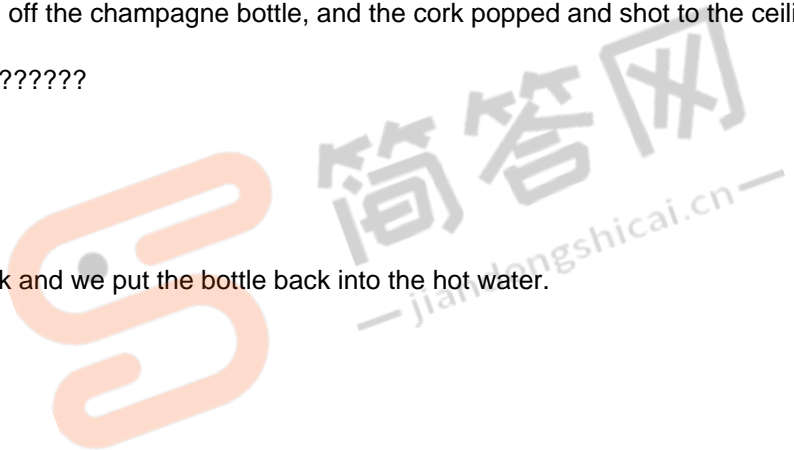 off the champagne bottle, and the cork popped and shot to the ceili
??????
简答网
jiandongshicai.cn
k and we put the bottle back into the hot water.